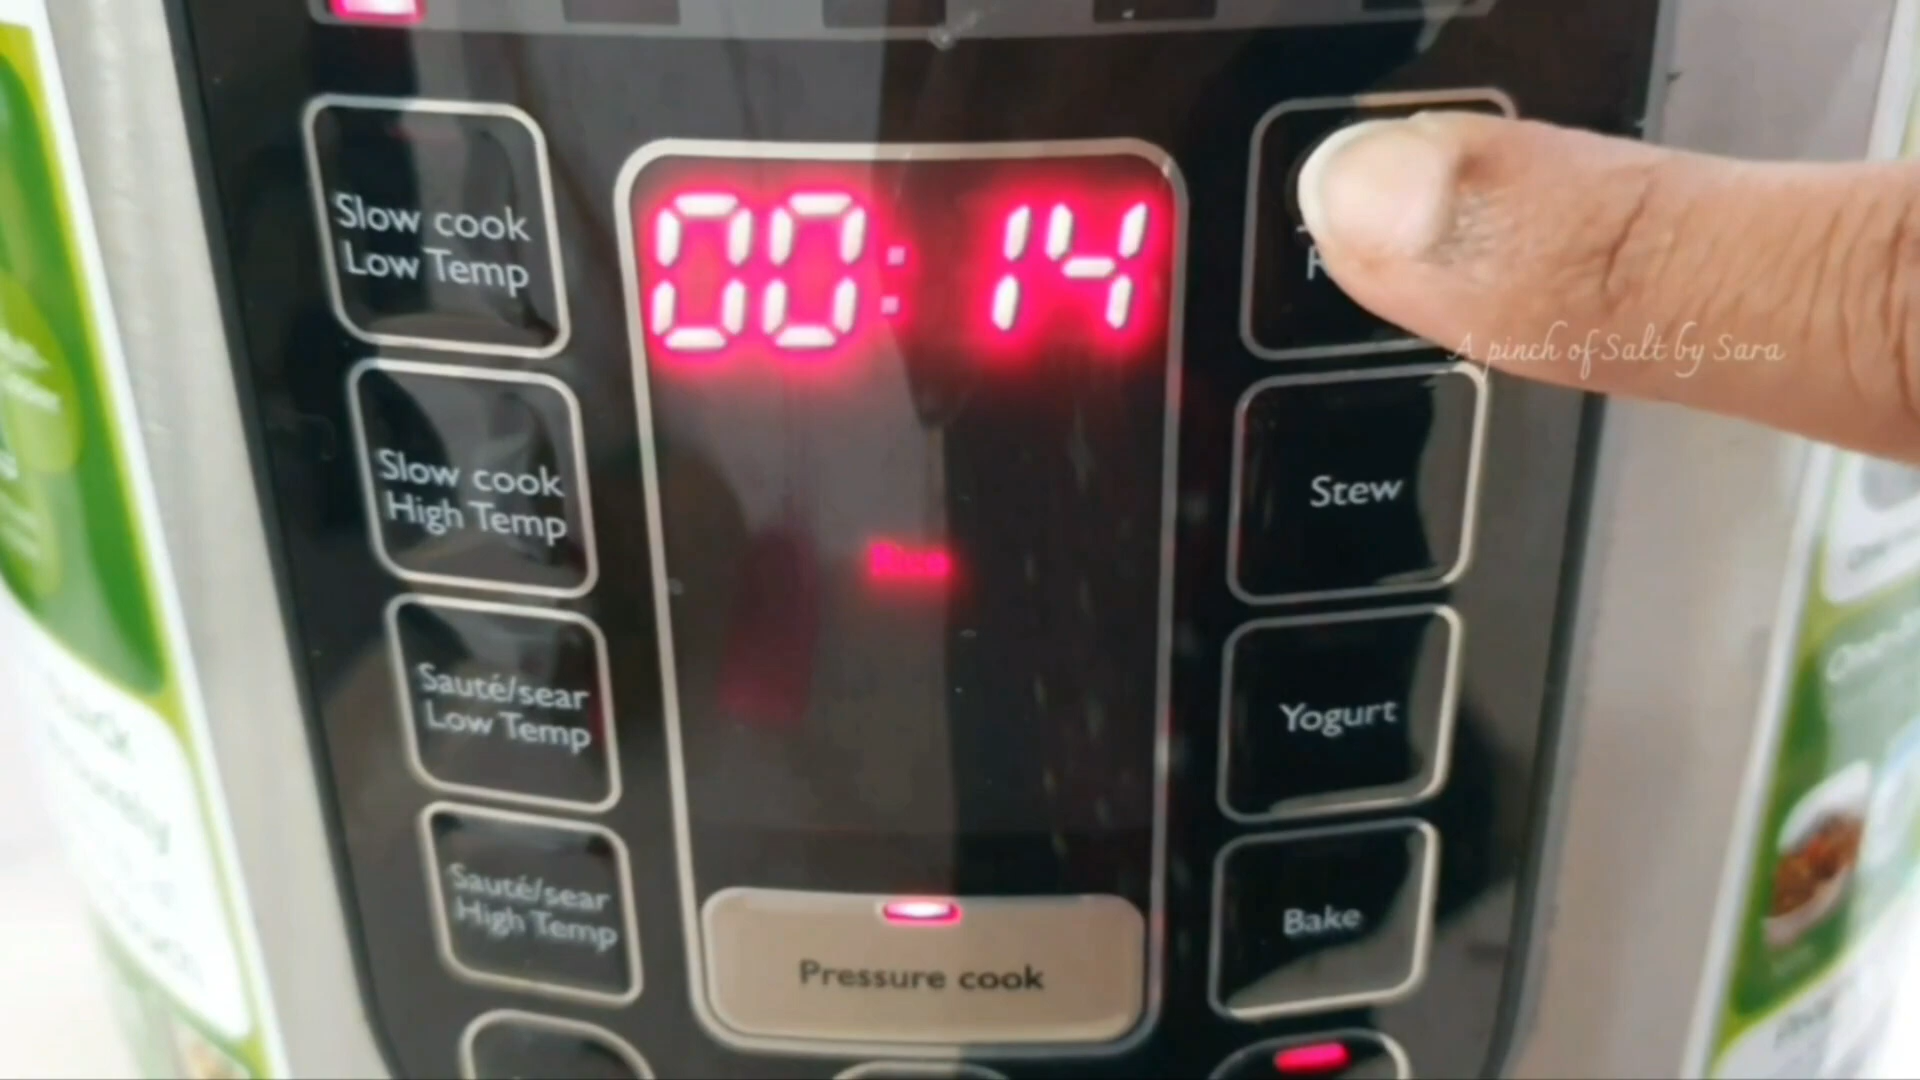 Slow cook
Low Temp
00:14
A pinch of Salt by Sara
Slow cook
High Temp
Rice
Stew
Sauté/sear
Low Temp
Yogurt
Sauté/sear
High Temp
Bake
Pressure cook